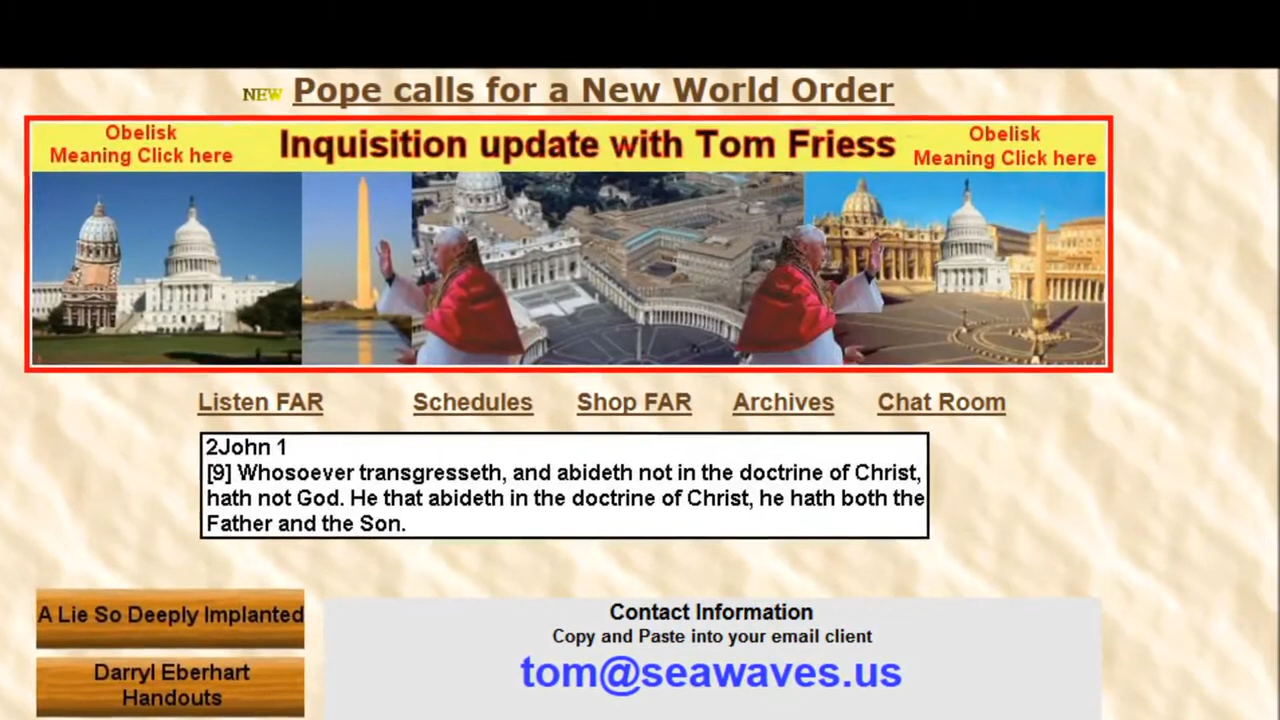 NEW Pope calls for a New World Order
Obelisk
Meaning Click here
Inquisition update with Tom Friess
Obelisk
Meaning Click here
Listen FAR Schedules Shop FAR Archives Chat Room
2John 1
[9] Whosoever transgresseth, and abideth not in the doctrine of Christ,
hath not God. He that abideth in the doctrine of Christ, he hath both the
Father and the Son.
A Lie So Deeply Implanted
Darryl Eberhart
Handouts
Contact Information
Copy and Paste into your email client
tom@seawaves.us